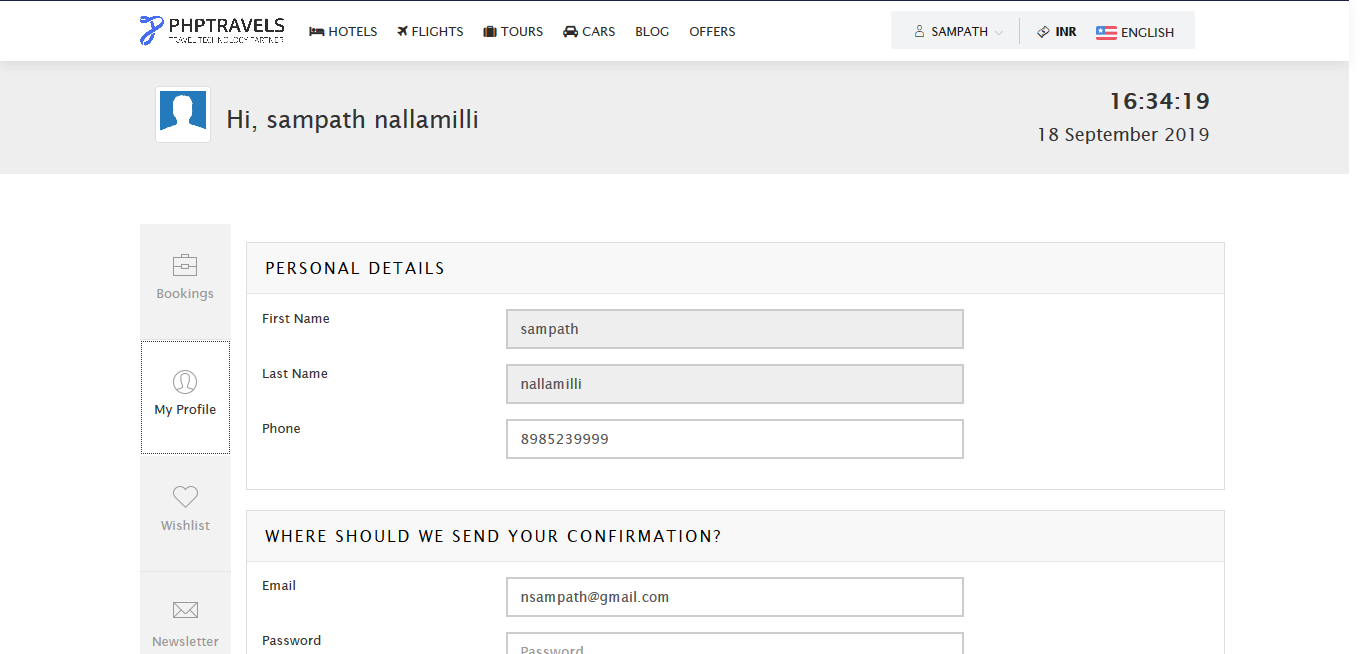 PHPTRAVELS
TRAVEL TECHNOLOGY PARTNER
HOTELS FLIGHTS TOURS CARS BLOG OFFERS SAMPATH INR ENGLISH
Hi, sampath nallamilli
16:34:19
18 September 2019
Bookings
My Profile
Wishlist
Newsletter
PERSONAL DETAILS
First Name sampath
Last Name nallamilli
Phone 8985239999
WHERE SHOULD WE SEND YOUR CONFIRMATION?
Email nsampath@gmail.com
Password Password